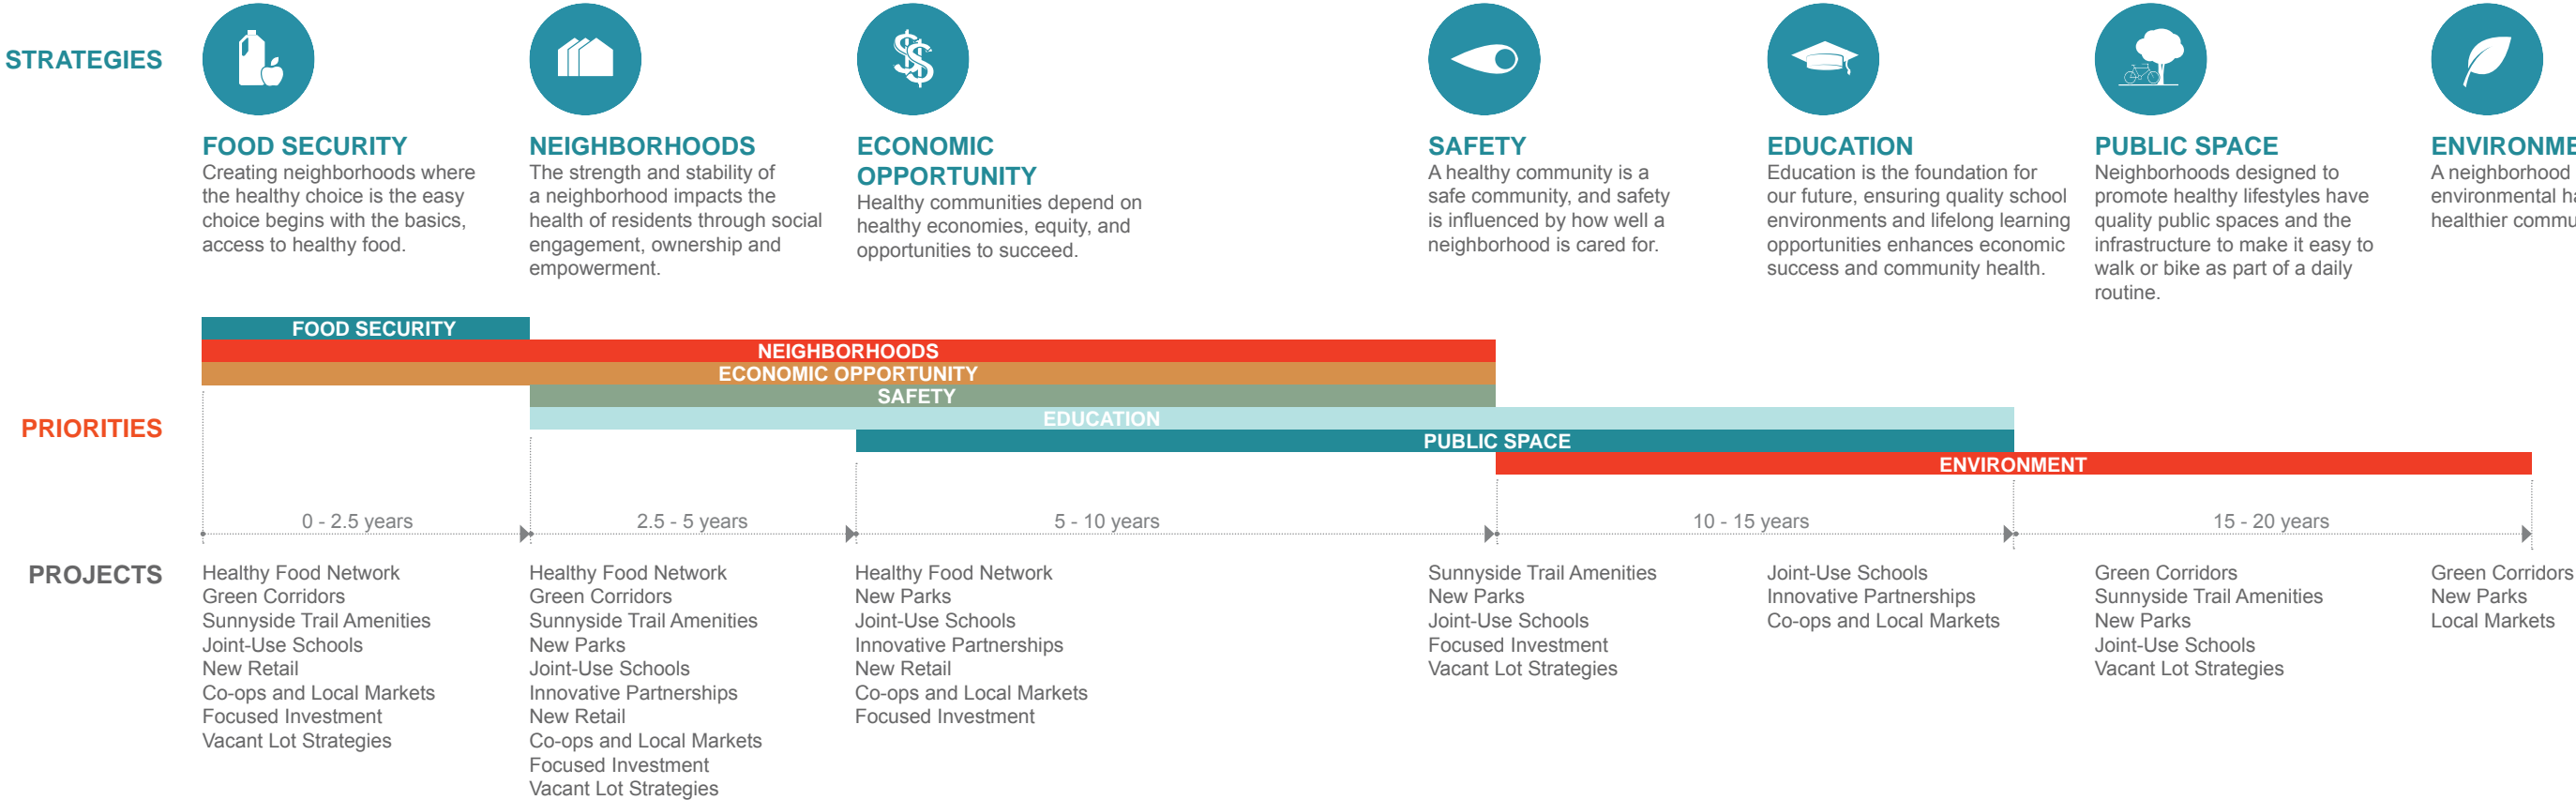 STRATEGIES
FOOD SECURITY
Creating neighborhoods where
the healthy choice is the easy
choice begins with the basics,
access to healthy food.
NEIGHBORHOODS
The strength and stability of
a neighborhood impacts the
health of residents through social
engagement, ownership and
empowerment.
ECONOMIC
OPPORTUNITY
Healthy communities depend on
healthy economies, equity, and
opportunities to succeed.
SAFETY
A healthy community is a
safe community, and safety
is influenced by how well a
neighborhood is cared for.
EDUCATION
Education is the foundation for
our future, ensuring quality school
environments and lifelong learning
opportunities enhances economic
success and community health.
PUBLIC SPACE
Neighborhoods designed to
promote healthy lifestyles have
quality public spaces and the
infrastructure to make it easy to
walk or bike as part of a daily
routine.
A neighborhood
environmental
healthier
PRIORITIES
FOOD SECURITY
NEIGHBORHOODS
ECONOMIC OPPORTUNITY
SAFETY
EDUCATION
PUBLIC SPACE
ENVIRONMENT
0 - 2.5 years
2.5 - 5 years
5 - 10 years
10 - 15 years
15 - 20 years
PROJECTS
Healthy Food Network
Green Corridors
Sunnyside Trail Amenities
Joint-Use Schools
New Retail
Co-ops and Local Markets
Focused Investment
Vacant Lot Strategies
Healthy Food Network
Green Corridors
Sunnyside Trail Amenities
New Parks
Joint-Use Schools
Innovative Partnerships
New Retail
Co-ops and Local Markets
Focused Investment
Vacant Lot Strategies
Healthy Food Network
New Parks
Joint-Use Schools
Innovative Partnerships
New Retail
Co-ops and Local Markets
Focused Investment
Sunnyside Trail Amenities
New Parks
Joint-Use Schools
Focused Investment
Vacant Lot Strategies
Joint-Use Schools
Innovative Partnerships
Co-ops and Local Markets
Green Corridors
Sunnyside Trail Amenities
New Parks
Joint-Use Schools
Vacant Lot Strategies
Green Corridors
New Parks
Local Markets